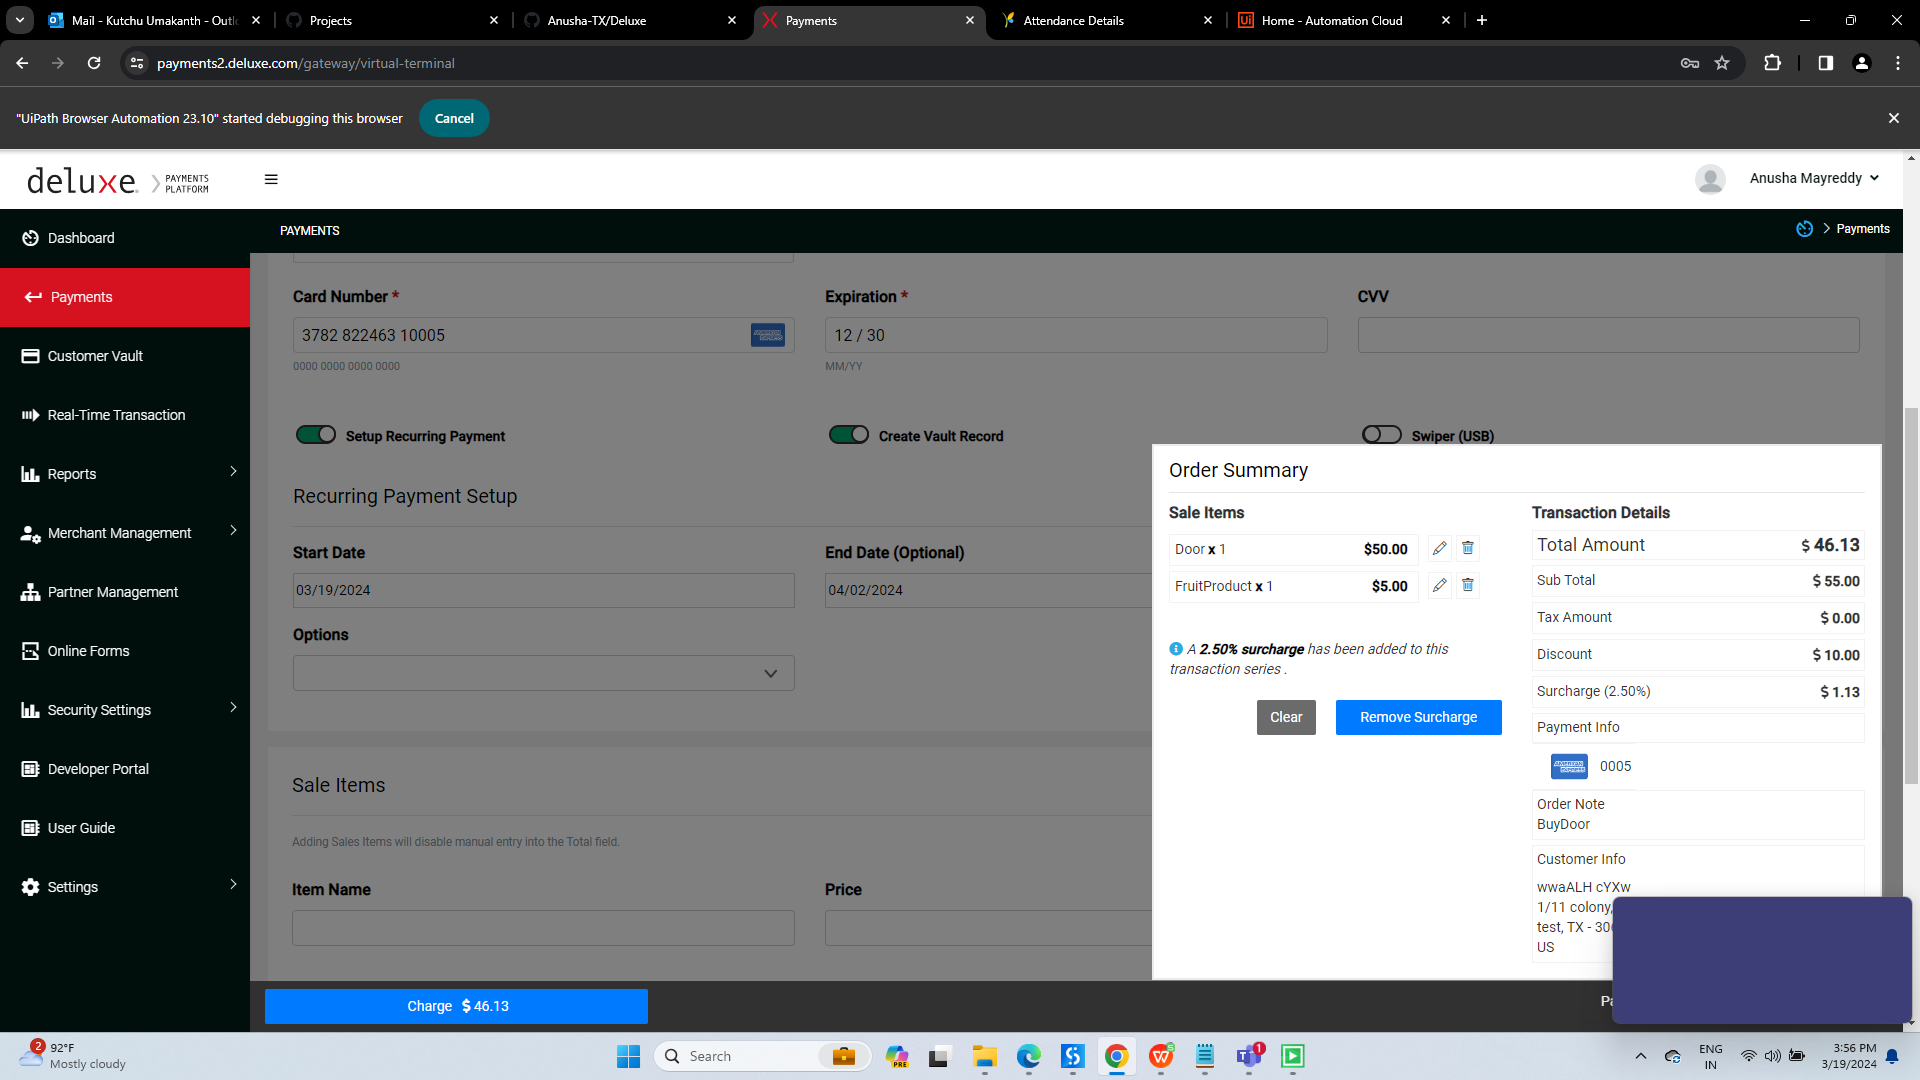 Mail - Kutchu Umakanth - Outl
Projects
Anusha-TX/Deluxe
Payments
Attendance Details
Ui Home - Automation Cloud
payments2.deluxe.com/gateway/virtual-terminal
"UiPath Browser Automation 23.10" started debugging this browser
Cancel
deluxe.
PAYMENTS
PLATFORM
Anusha Mayreddy
Dashboard
PAYMENTS
Payments
Payments
Customer Vault
Real-Time Transaction
Reports
Merchant Management
Partner Management
Online Forms
Security Settings
Developer Portal
User Guide
Settings
Card Number *
Expiration *
CVV
3782 822463 10005
AMERICAN EXPRESS
12 / 30
0000 0000 0000 0000
MM/YY
Setup Recurring Payment
Create Vault Record
Swiper (USB)
Recurring Payment Setup
Start Date
End Date (Optional)
03/19/2024
04/02/2024
Options
Sale Items
Adding Sales Items will disable manual entry into the Total field.
Item Name
Price
Order Summary
Sale Items
Door x 1 $50.00
FruitProduct x 1 $5.00
A 2.50% surcharge has been added to this
transaction series .
Clear
Remove Surcharge
Transaction Details
Total Amount $ 46.13
Sub Total $ 55.00
Tax Amount $ 0.00
Discount $ 10.00
Surcharge (2.50%) $ 1.13
Payment Info
AMERICAN EXPRESS 0005
Order Note
BuyDoor
Customer Info
wwaALH cYXw
1/11 colony,
test, TX -
US
Charge $ 46.13
2
92°F
Mostly cloudy
Search
PRE
1
ENG
IN
3:56 PM
3/19/2024